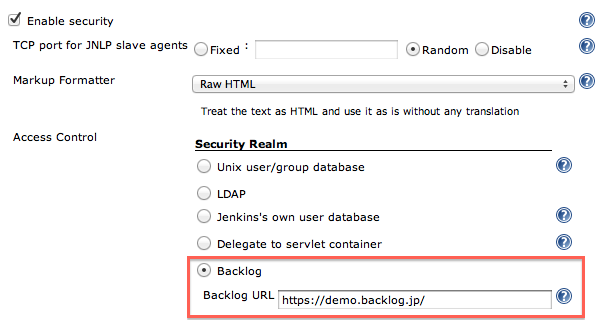 Enable security
TCP port for JNLP slave agents Fixed : Random Disable
Markup Formatter Raw HTML
Treat the text as HTML and use it as is without any translation
Access Control Security Realm
Unix user/group database
LDAP
Jenkins's own user database
Delegate to servlet container
Backlog
Backlog URL https://demo.backlog.jp/